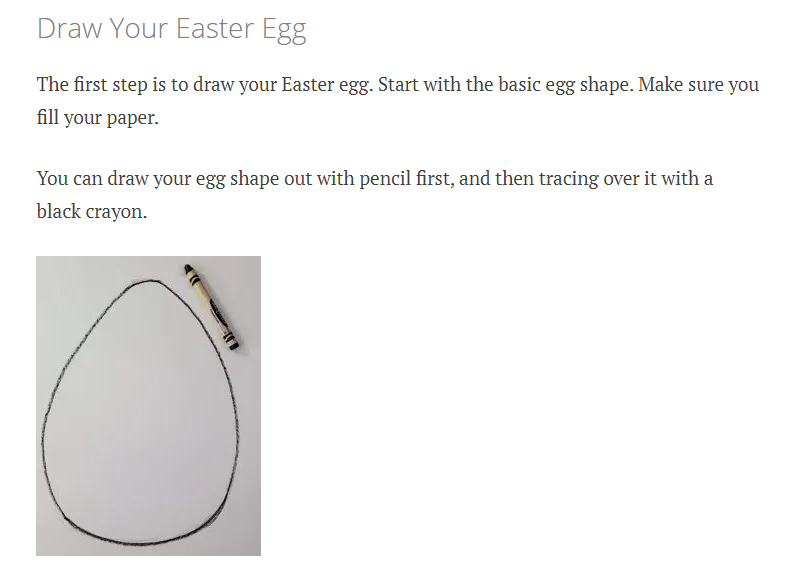 Draw Your Easter Egg
The first step is to draw your Easter egg. Start with the basic egg shape. Make sure you
fill your paper.
You can draw your egg shape out with pencil first, and then tracing over it with a
black crayon.